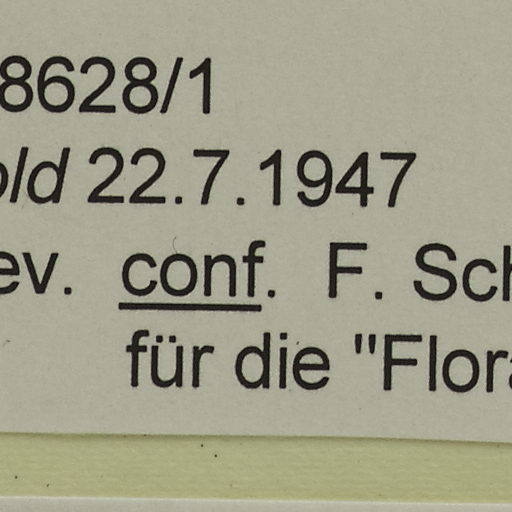 8628/1
old 22.7.1947
ev. conf. F. Sch
für die "Flora